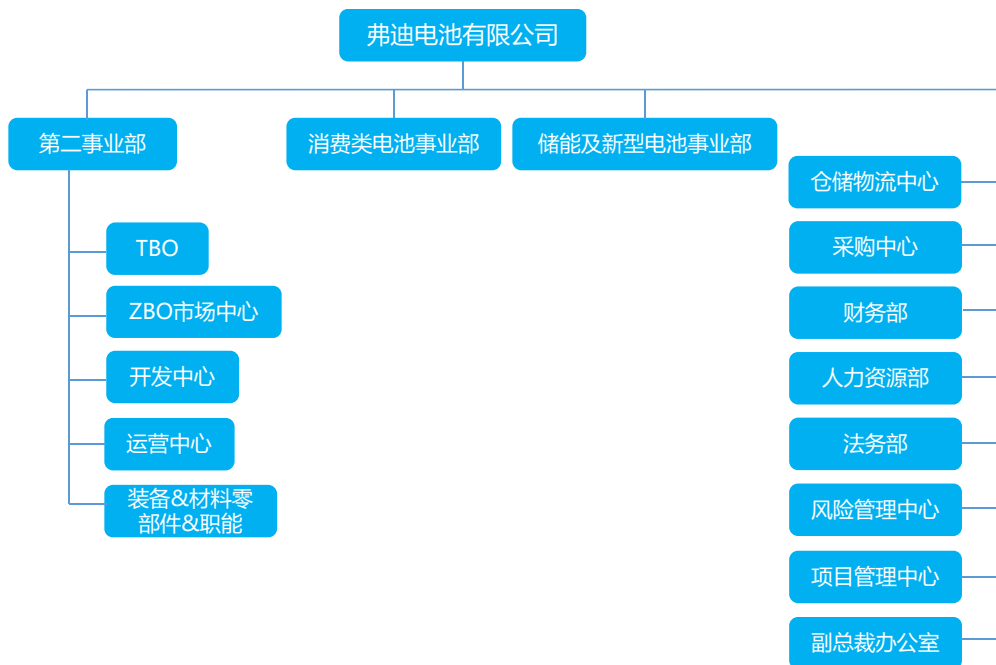 弗迪电池有限公司
第二事业部
消费类电池事业部
储能及新型电池事业部
TBO
ZBO市场中心
开发中心
运营中心
装备&材料零
部件&职能
仓储物流中心
采购中心
财务部
人力资源部
法务部
风险管理中心
项目管理中心
副总裁办公室